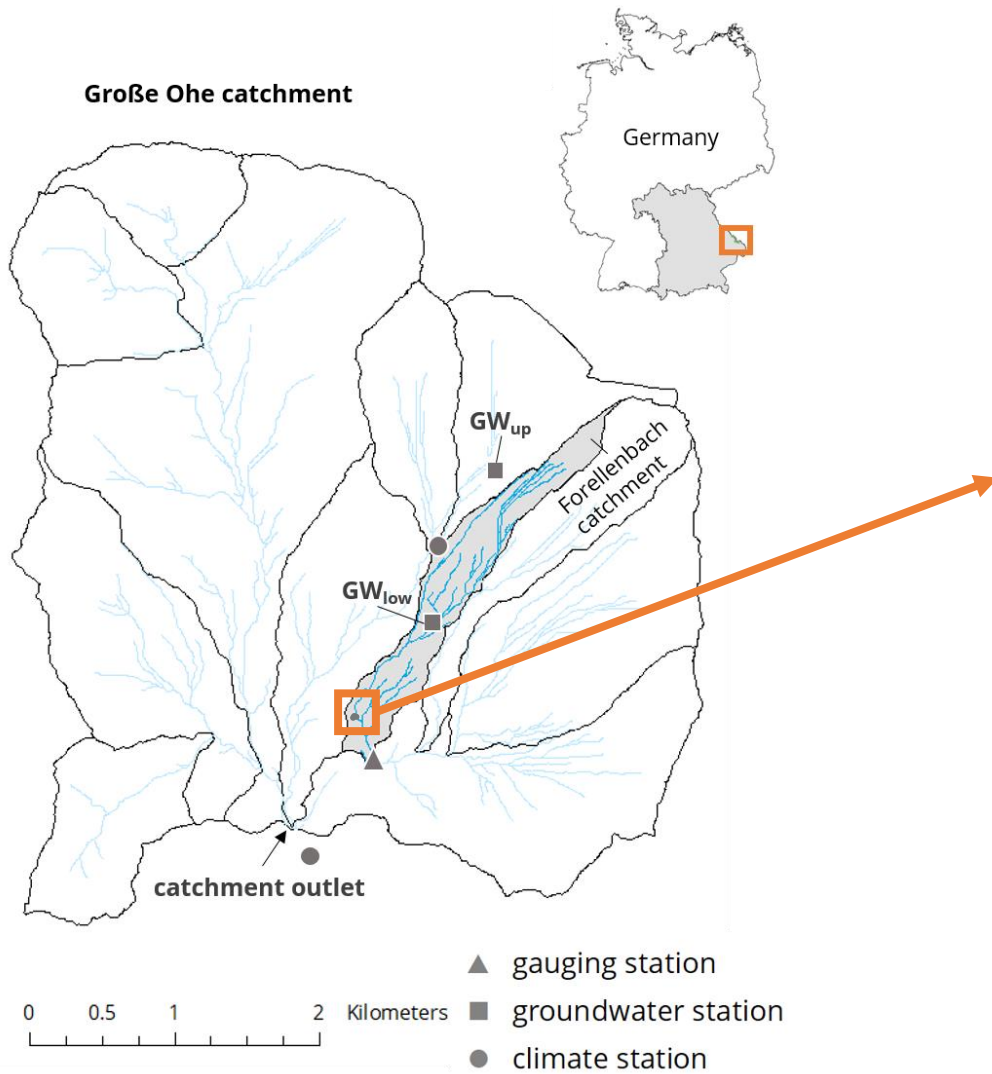 Große Ohe catchment
Germany
GWup
Forellenbach
catchment
GWlow
catchment outlet
gauging station
0 0.5 1 2 Kilometers
groundwater station
climate station